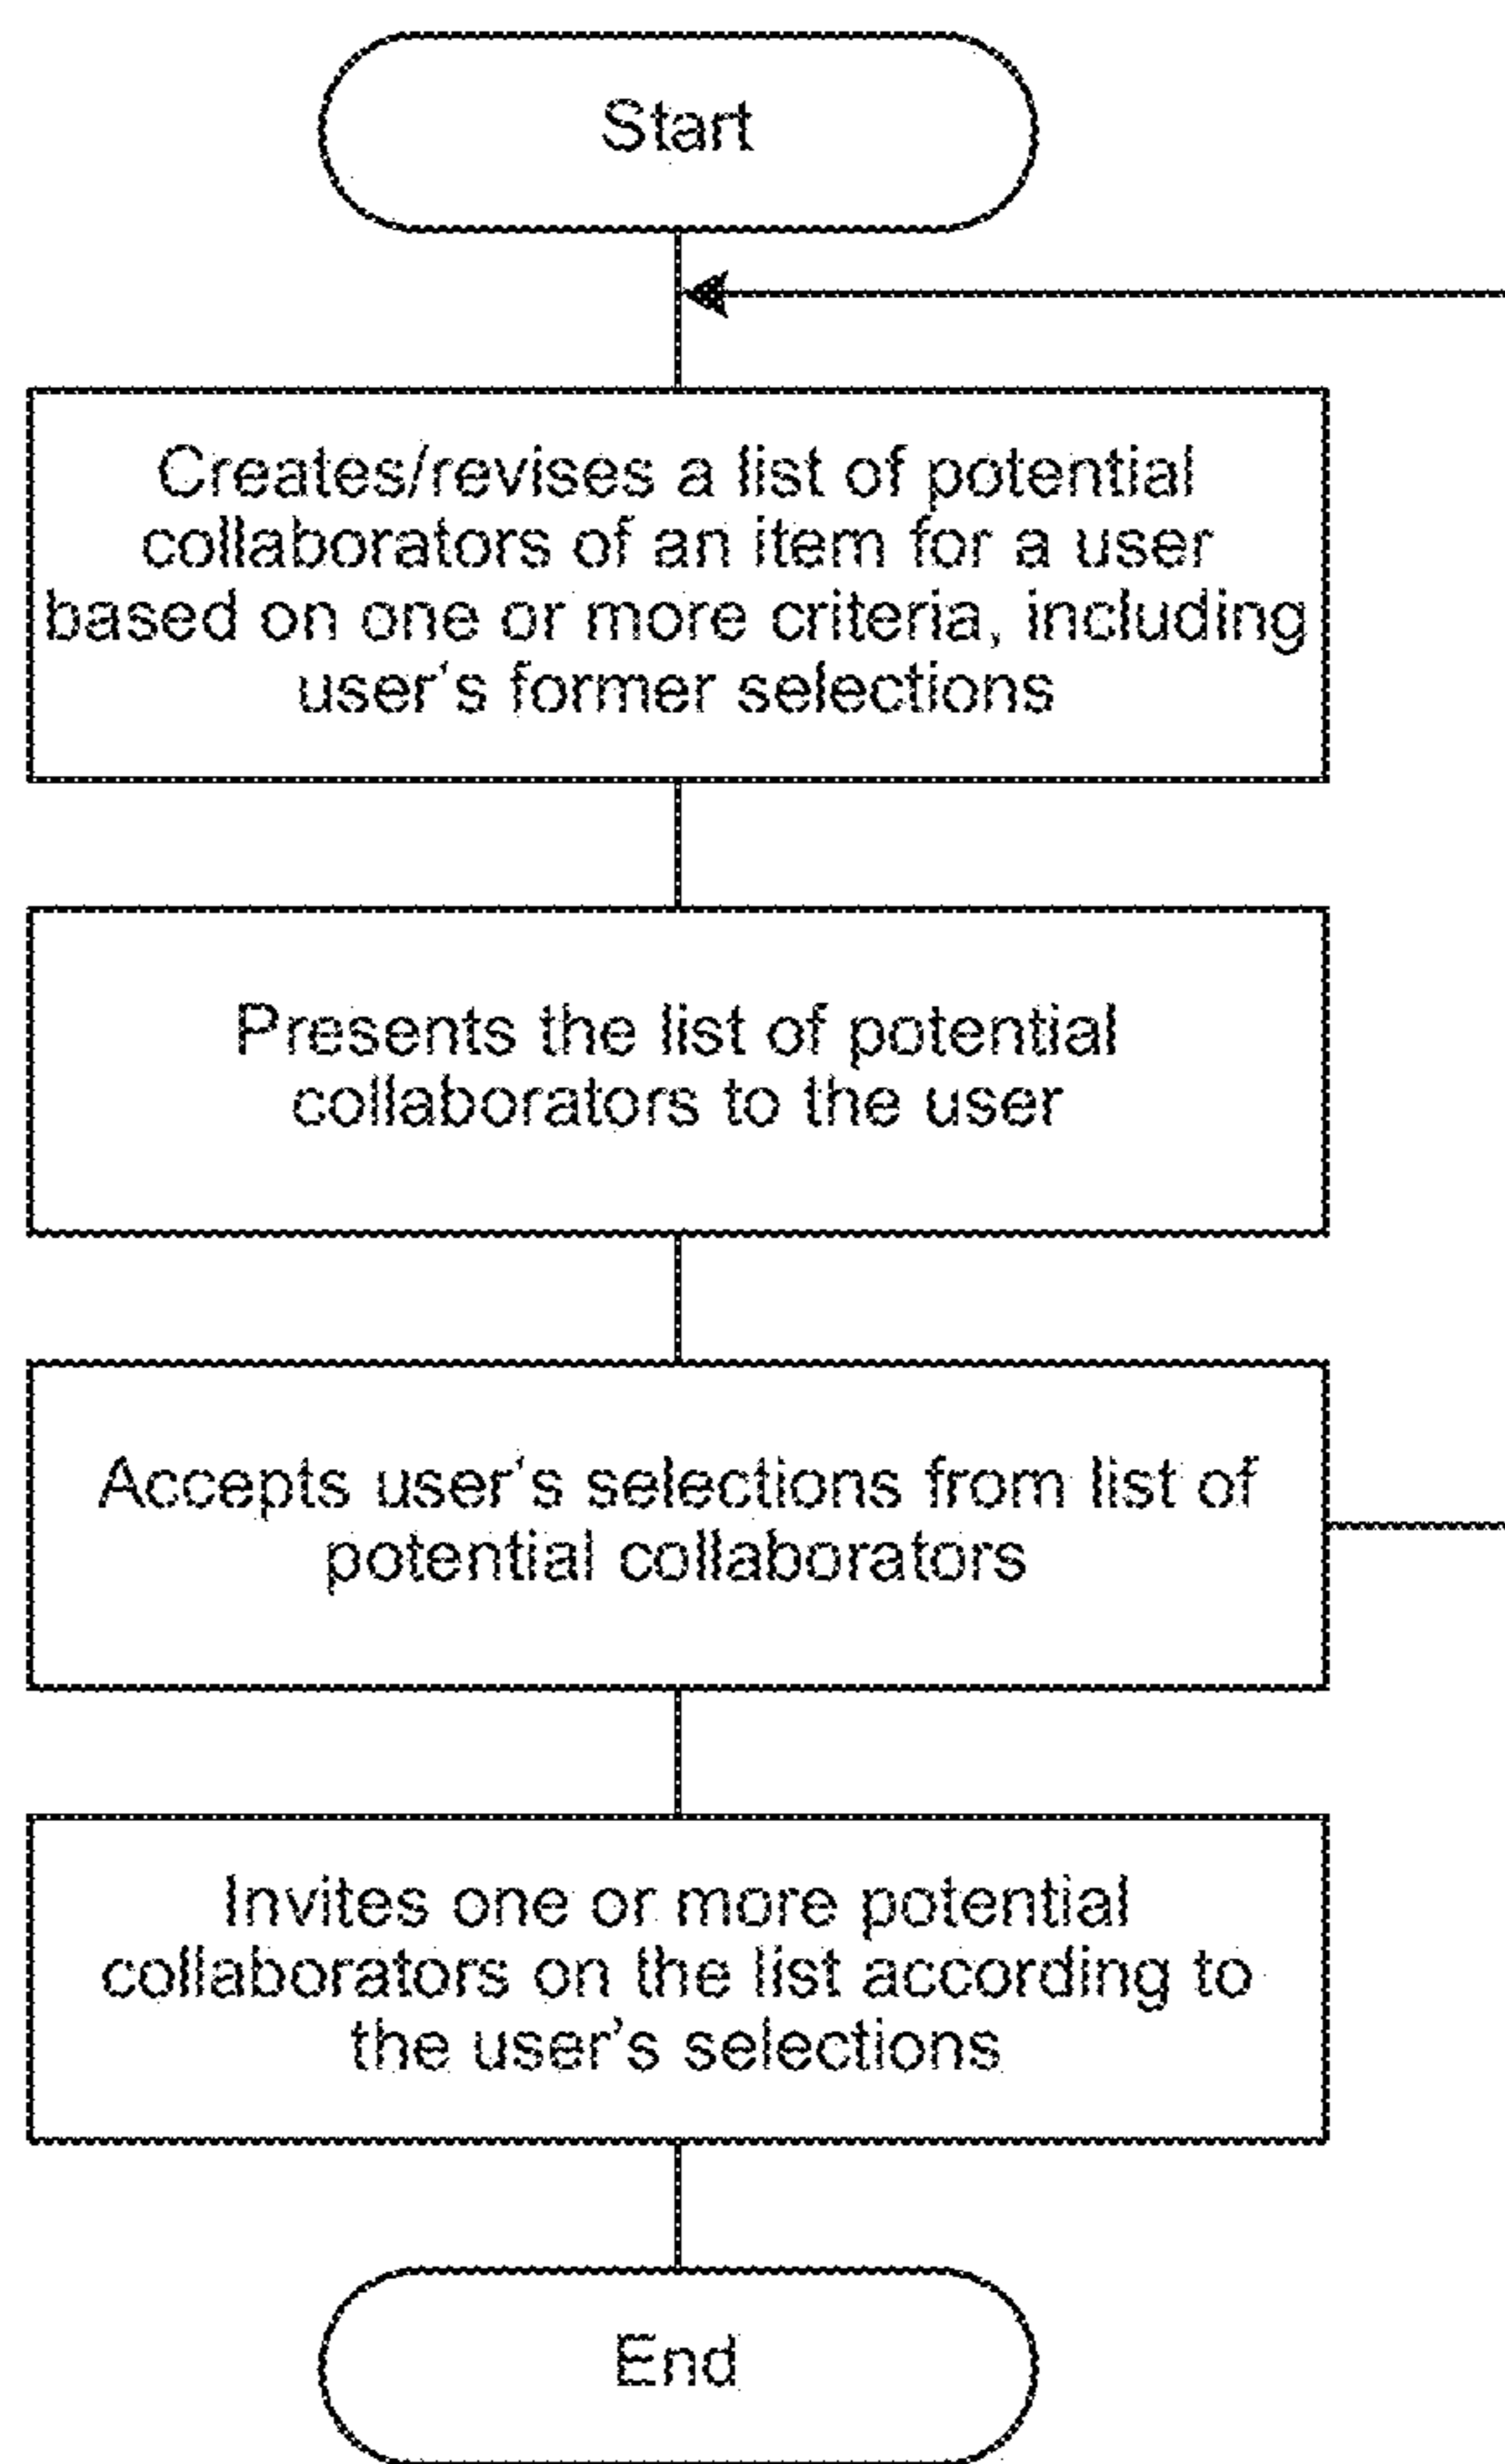 Start
Creates/revises a list of potential
collaborators of an item for a user
based on one or more criteria, including
user's former selections
Presents the list of potential
collaborators to the user
Accepts user's selections from list of
potential collaborators
Invites one or more potential
collaborators on the list according to
the user's selections
End